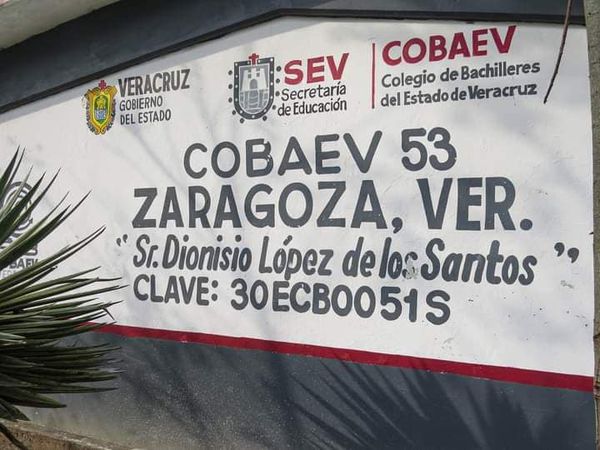 VERACRUZ
GOBIERNO
DEL ESTADO
SEV
Secretaría
de Educación
COBAEV
Colegio de Bachilleres
del Estado de Veracruz
COBAEV 53
ZARAGOZA, VER.
"Sr. Dionisio López de los Santos"
CLAVE: 30ECB0051S